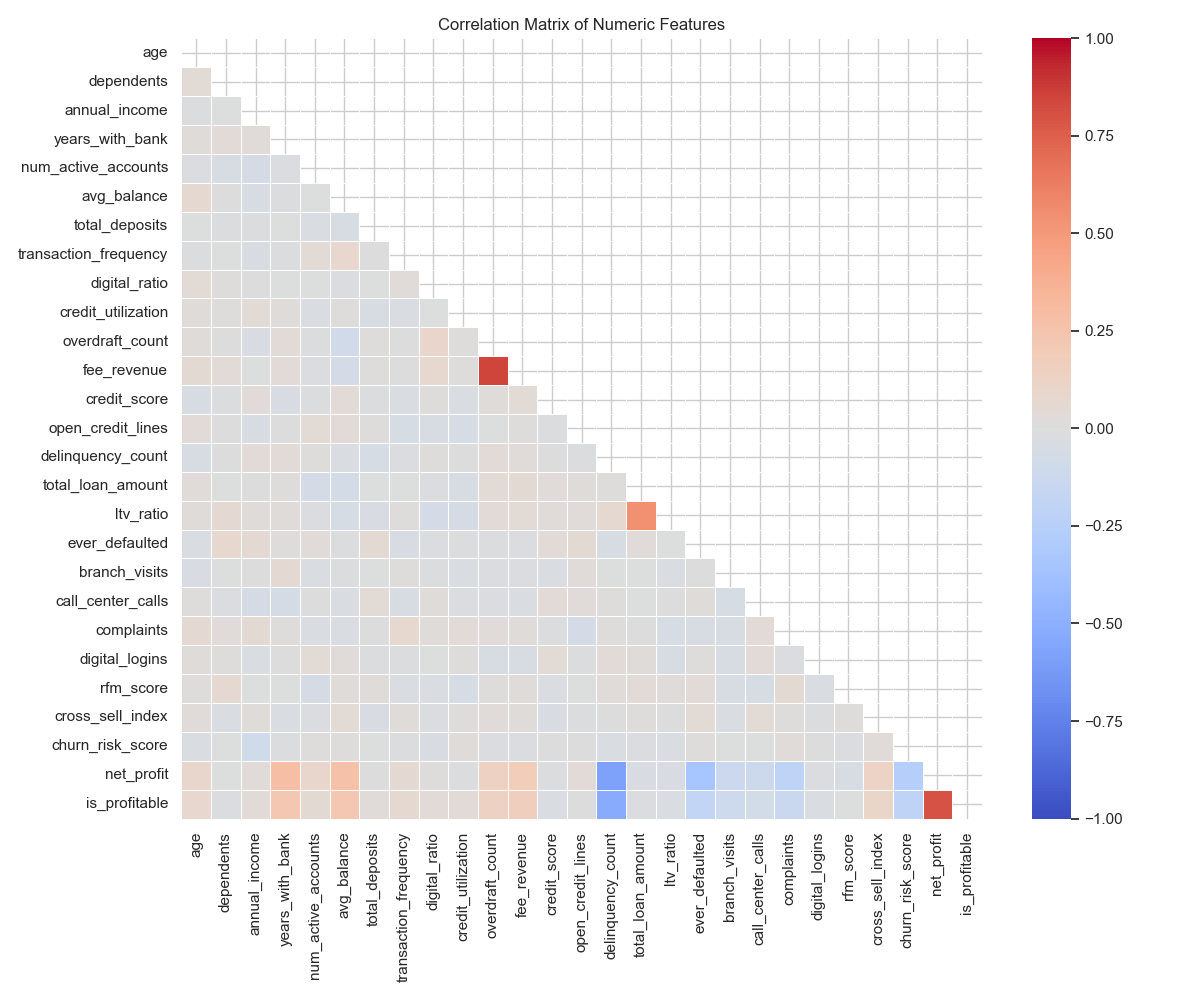 Correlation Matrix of Numeric Features
age
dependents
annual_income
years_with_bank
num_active_accounts
avg_balance
total_deposits
transaction_frequency
digital_ratio
credit_utilization
overdraft_count
fee_revenue
credit_score
open_credit_lines
delinquency_count
total_loan_amount
ltv_ratio
ever_defaulted
branch_visits
call_center_calls
complaints
digital_logins
rfm_score
cross_sell_index
churn_risk_score
net_profit
is_profitable
age
dependents
annual_income
years_with_bank
num_active_accounts
avg_balance
total_deposits
transaction_frequency
digital_ratio
credit_utilization
overdraft_count
fee_revenue
credit_score
open_credit_lines
delinquency_count
total_loan_amount
ltv_ratio
ever_defaulted
branch_visits
call_center_calls
complaints
digital_logins
rfm_score
cross_sell_index
churn_risk_score
net_profit
is_profitable
1.00
0.75
0.50
0.25
0.00
−0.25
−0.50
−0.75
−1.00